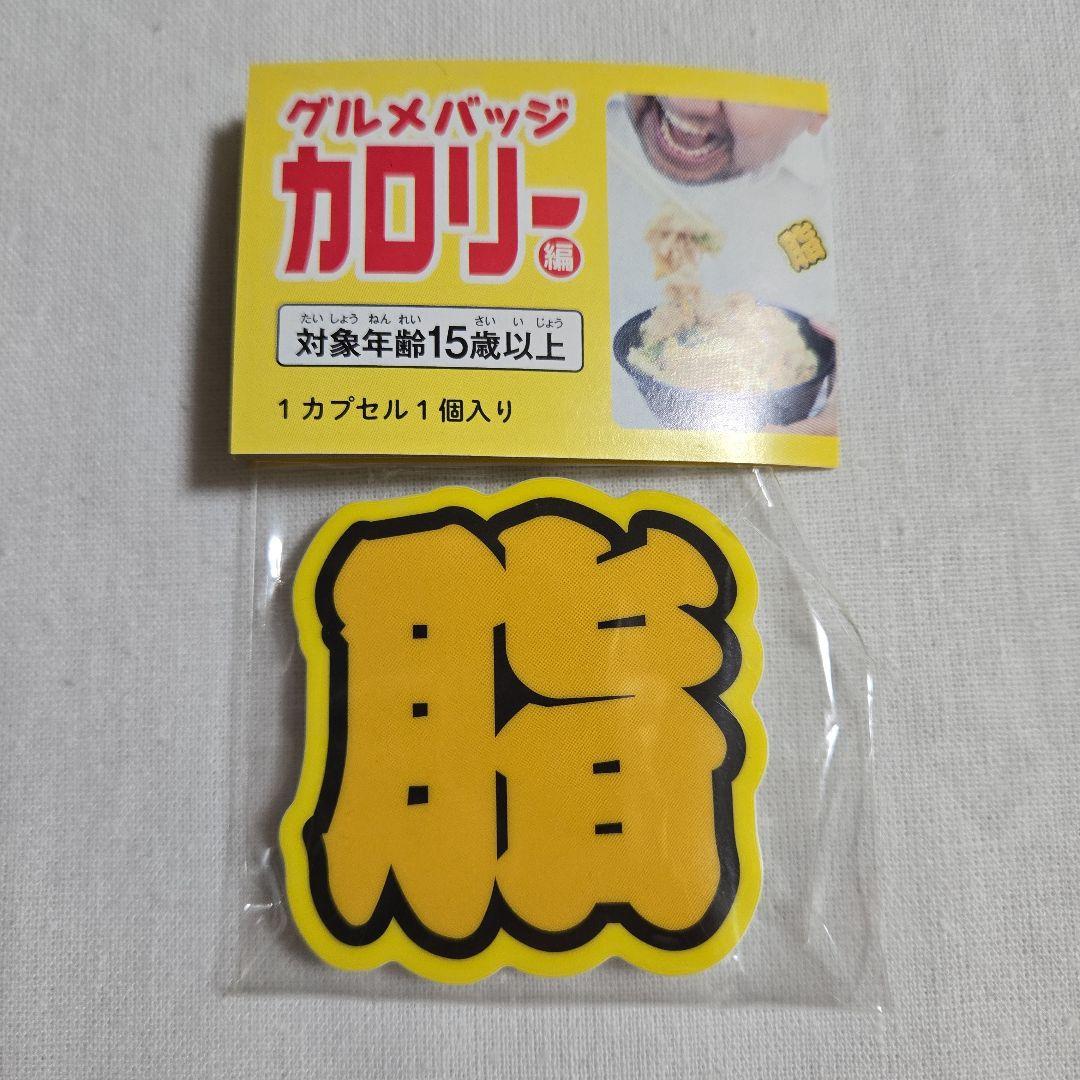 グルメバッジ
カロリー編
たいしょうねんれい さいいじょう
対象年齢15歳以上
1カプセル1個入り
脂
脂